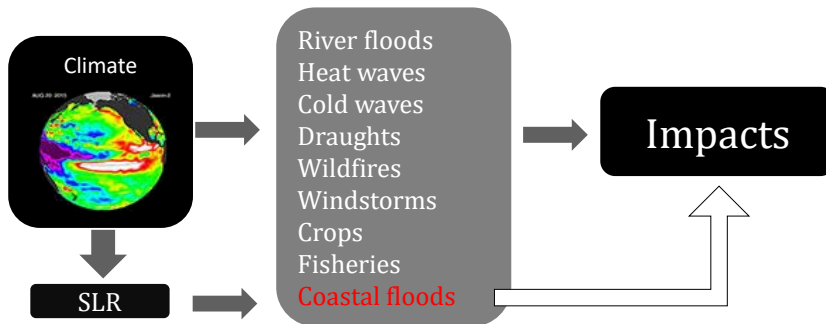 Climate
AUG 20 2015 Jason-2
SLR
River floods
Heat waves
Cold waves
Draughts
Wildfires
Windstorms
Crops
Fisheries
Coastal floods
Impacts